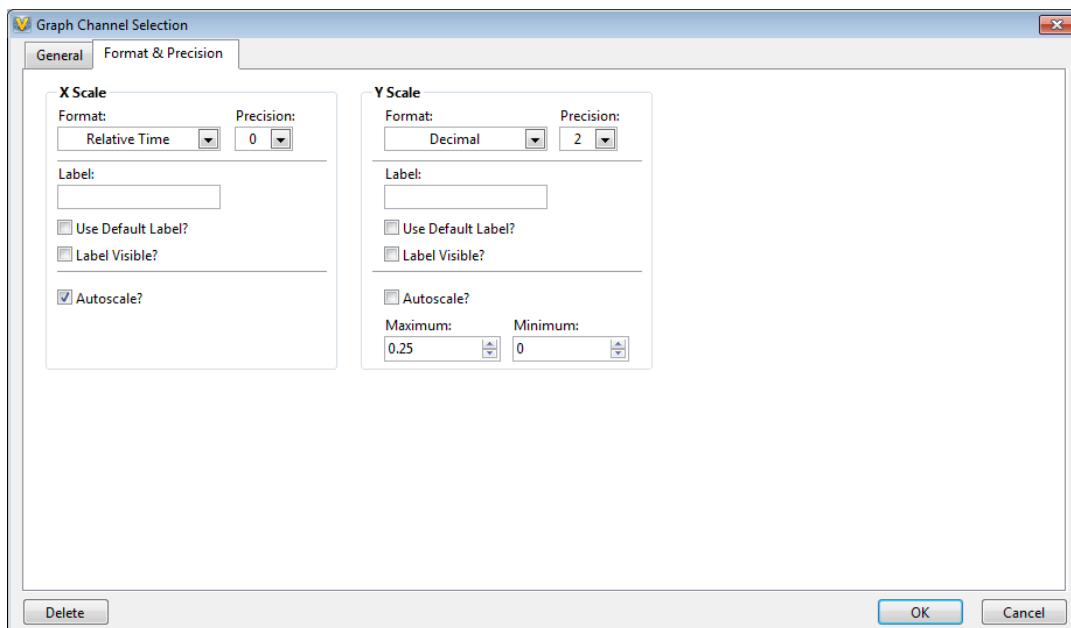 Graph Channel Selection
General Format & Precision
X Scale Y Scale
Format: Precision: Format: Precision:
Relative Time 0 Decimal 2
Label: Label:
Use Default Label? Use Default Label?
Label Visible? Label Visible?
Autoscale? Autoscale?
Maximum: Minimum:
0.25 0
Delete OK Cancel